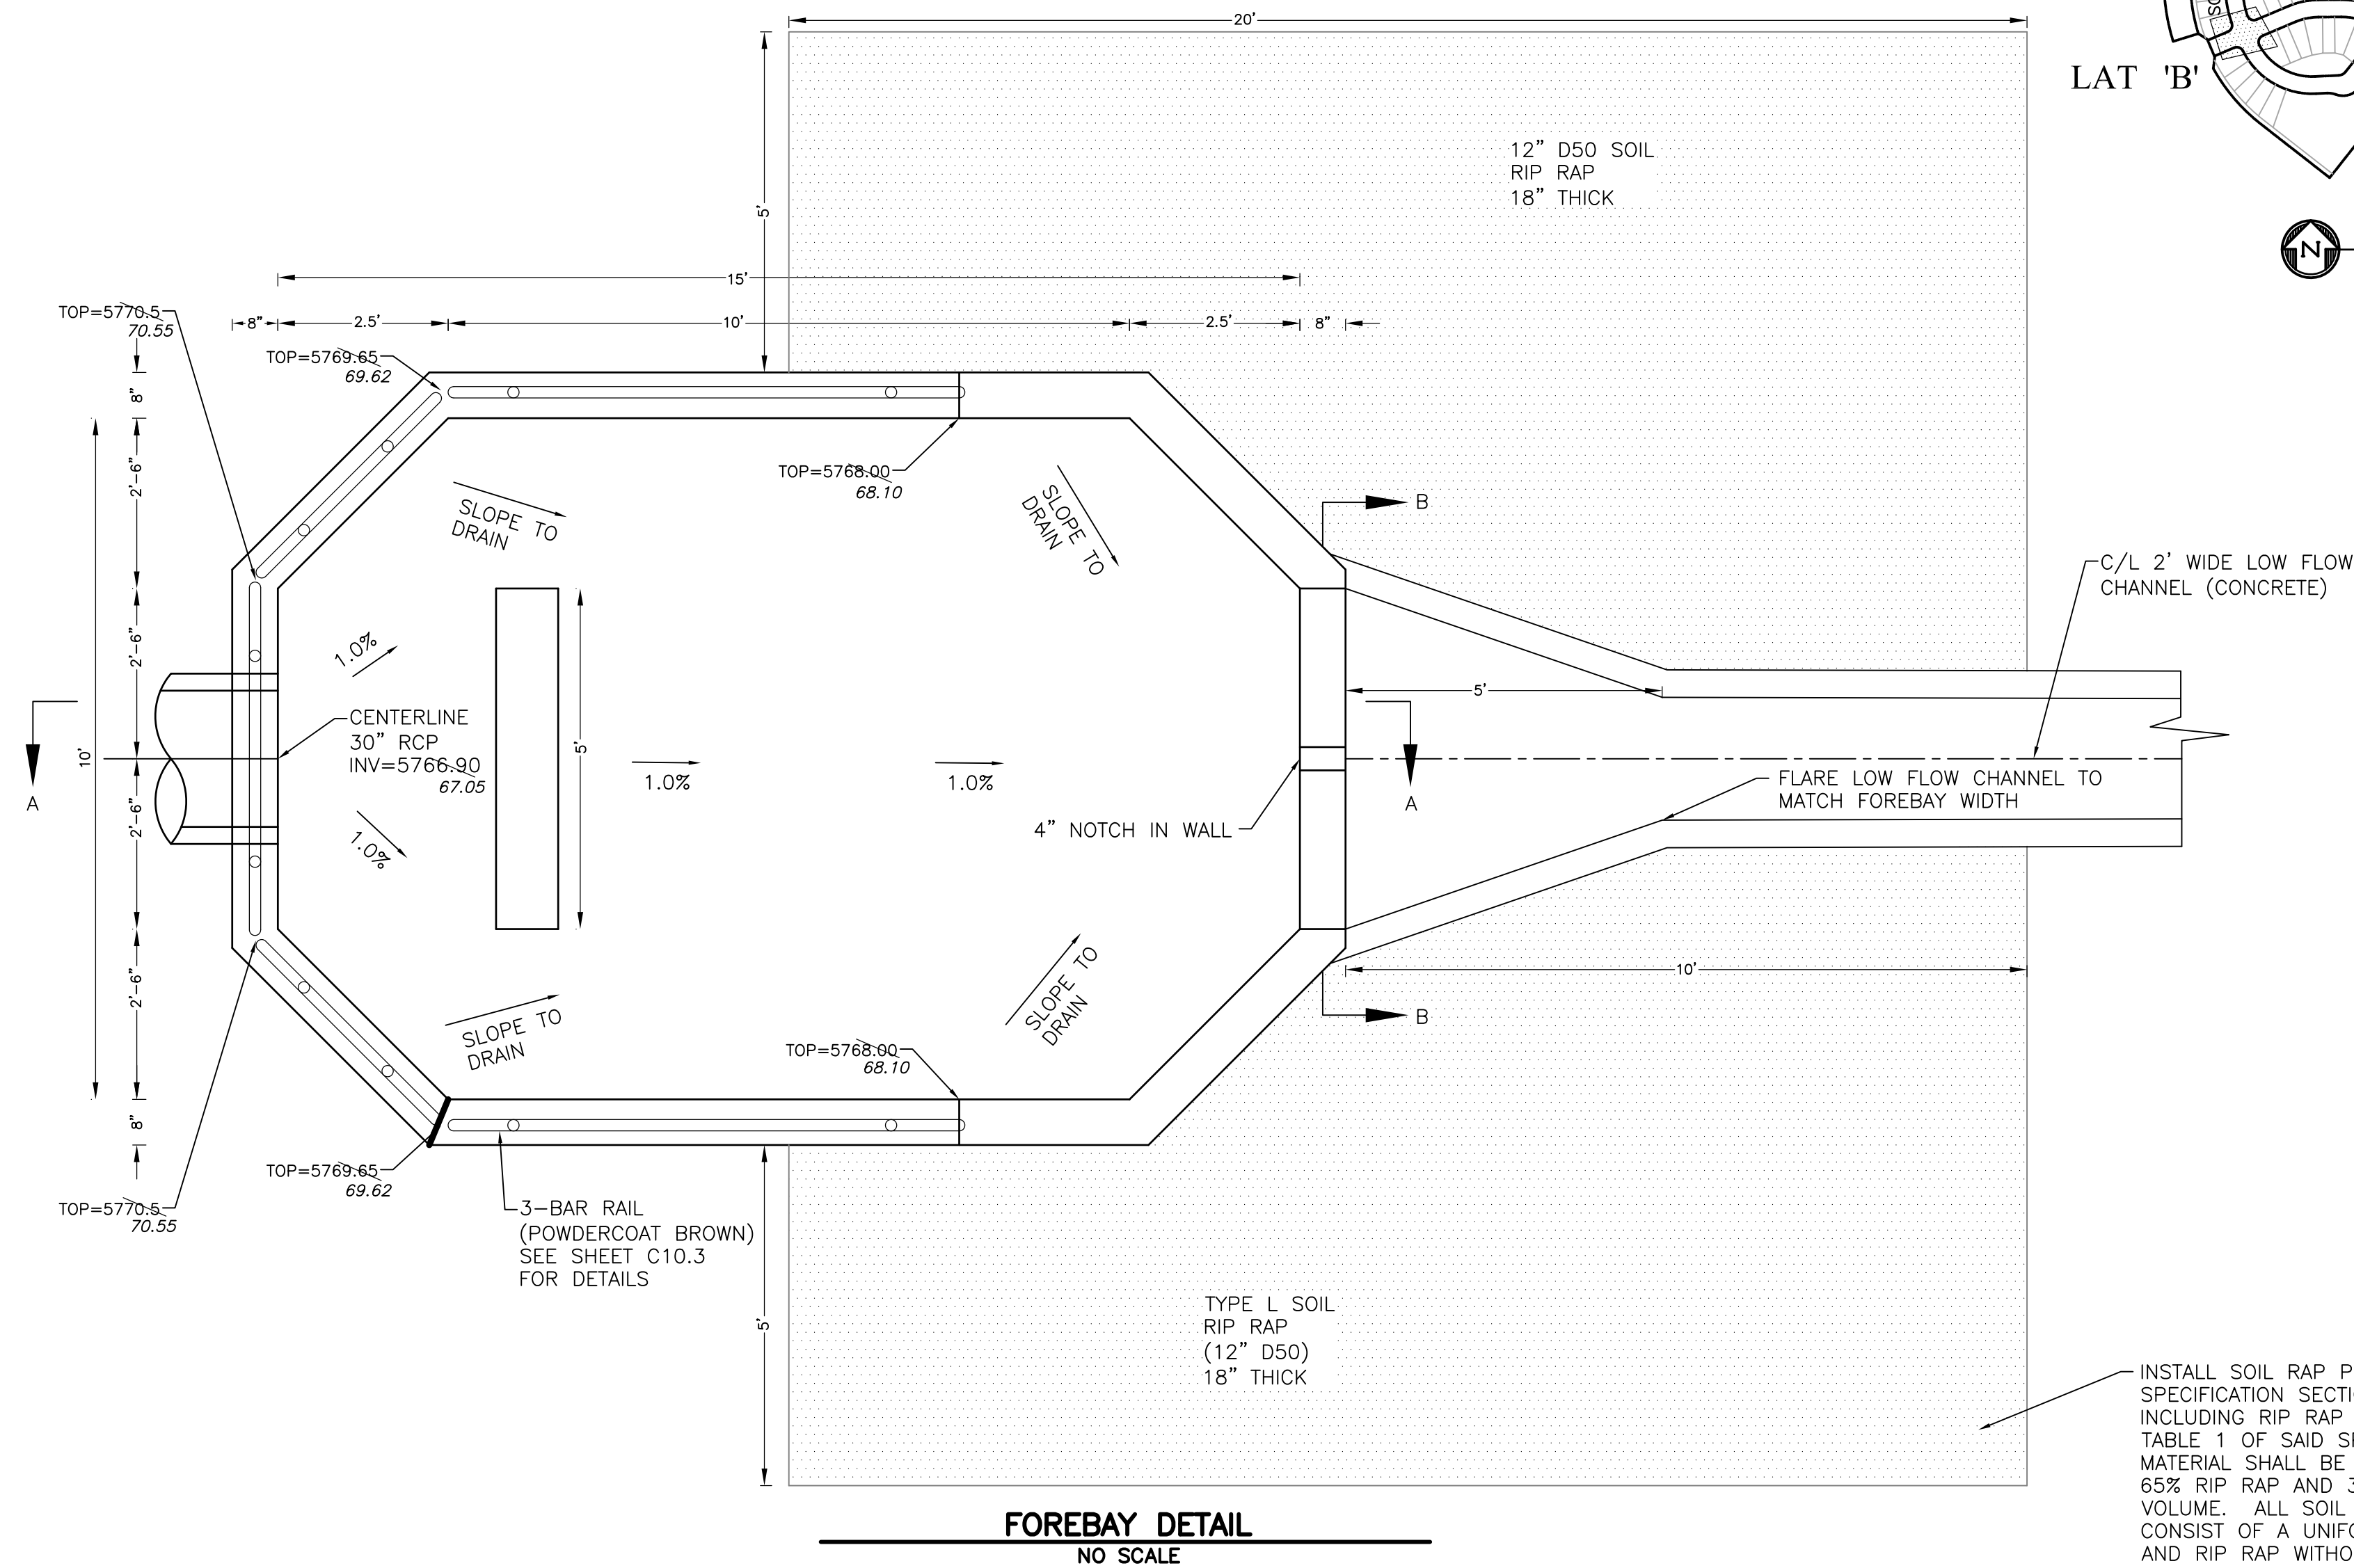 20'
LAT 'B'
12” D50 SOIL
RIP RAP
18” THICK
5'
N
15'
TOP=5770.5
70.55
8”
2.5'
10'
2.5'
8”
TOP=5769.65
69.62
8”
TOP=5768.00
68.10
2'-6”
SLOPE TO
DRAIN
SLOPE TO
DRAIN
B
C/L 2' WIDE LOW FLOW
CHANNEL (CONCRETE)
2'-6”
1.0%
5'
CENTERLINE
30” RCP
INV=5766.90
67.05
10'
5'
1.0%
1.0%
A
A
FLARE LOW FLOW CHANNEL TO
MATCH FOREBAY WIDTH
2'-6”
4” NOTCH IN WALL
1.0%
2'-6”
10'
SLOPE TO
DRAIN
SLOPE TO
DRAIN
B
TOP=5768.00
68.10
8”
TOP=5769.65
69.62
TOP=5770.5
70.55
3-BAR RAIL
(POWDERCOAT BROWN)
SEE SHEET C10.3
FOR DETAILS
5'
TYPE L SOIL
RIP RAP
(12” D50)
18” THICK
INSTALL SOIL RAP P
SPECIFICATION SECTI
INCLUDING RIP RAP
TABLE 1 OF SAID S
MATERIAL SHALL BE
65% RIP RAP AND 3
VOLUME. ALL SOIL
CONSIST OF A UNIFO
AND RIP RAP WITHO
FOREBAY DETAIL
NO SCALE